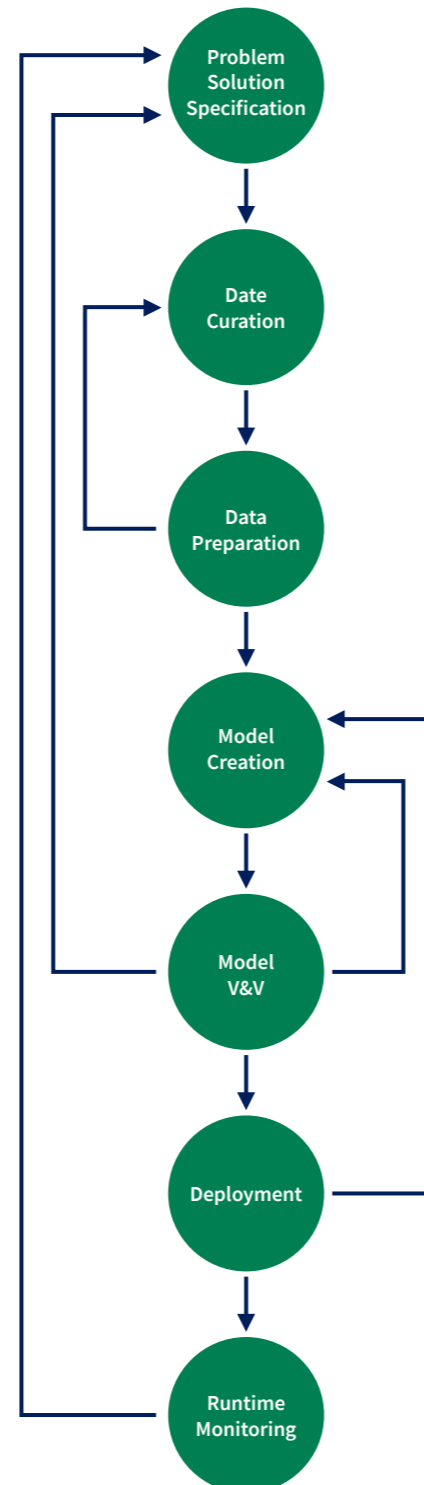 Problem
Solution
Specification
Date
Curation
Data
Preparation
Model
Creation
Model
V&V
Deployment
Runtime
Monitoring